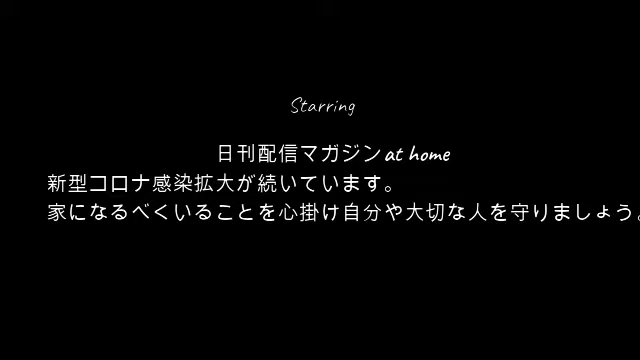 Starring
日刊配信マガジンat home
新型コロナ感染拡大が続いています。
家になるべくいることを心掛け自分や大切な人を守りましょう。